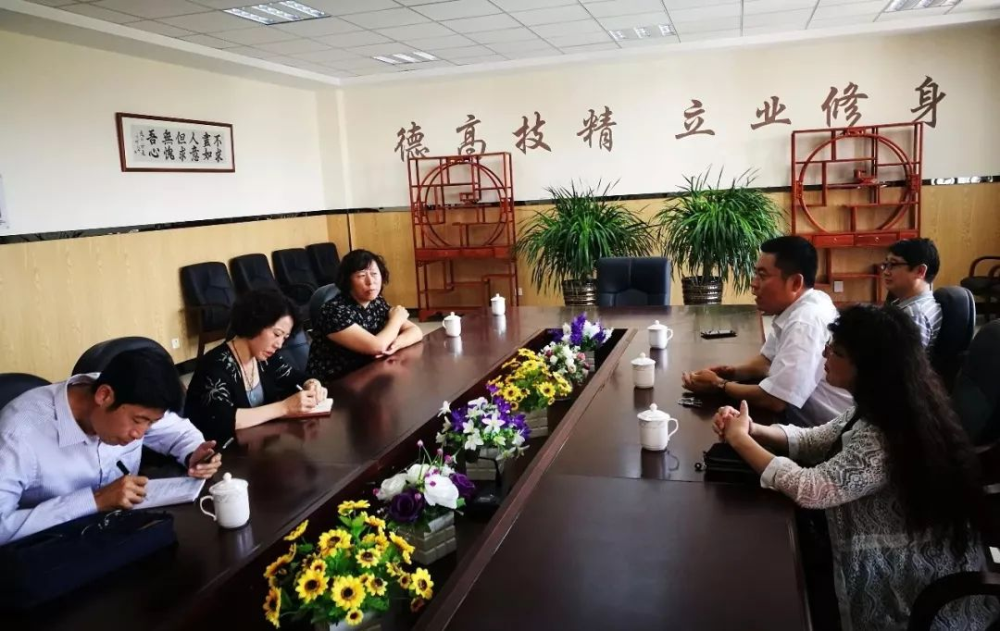 德高技精 立业修身
不求
盡如
人意
但求
無愧
吾心